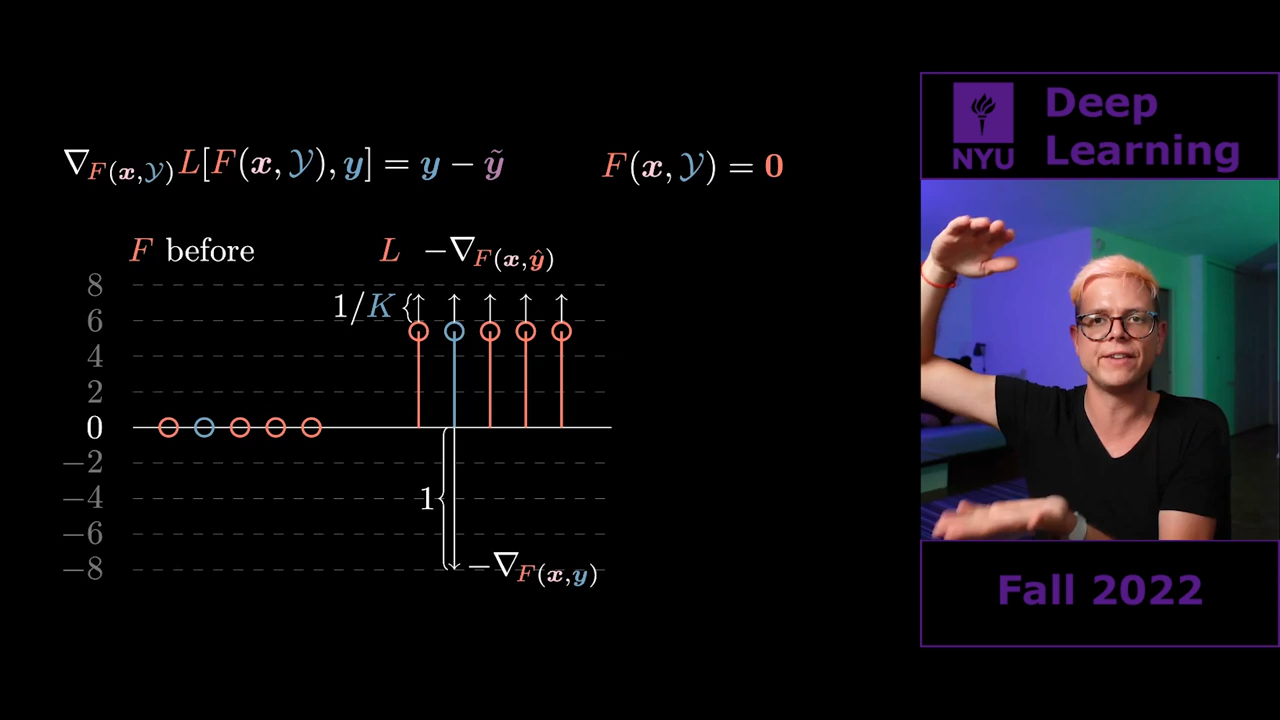 ∇F(x,𝒴)L[F(x,𝒴),y] = y − ỹ
F(x,𝒴) = 0
F before
L −∇F(x,ŷ)
8
6
4
2
0
−2
−4
−6
−8
1/K
1
−∇F(x,y)
NYU
Deep
Learning
Fall 2022